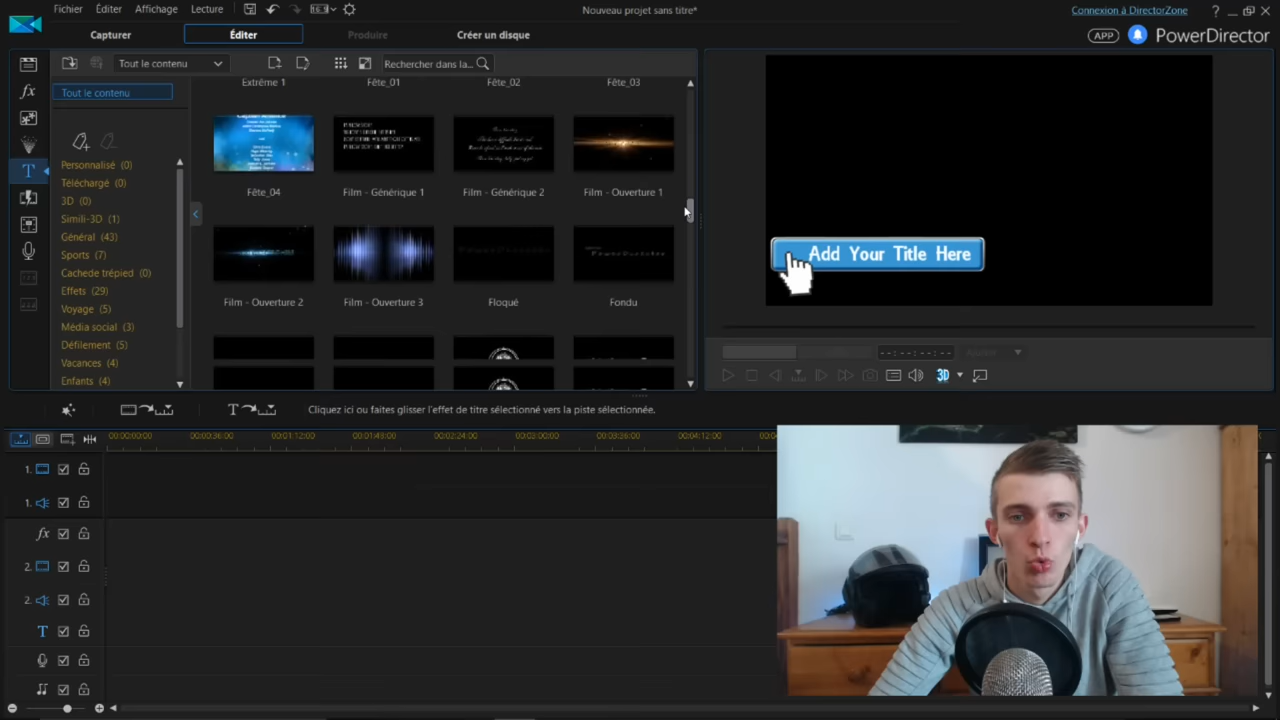 Fichier Éditer Affichage Lecture 16:9 Nouveau projet sans titre* Connexion à DirectorZone ?
Capturer Éditer Produire Créer un disque APP PowerDirector
Tout le contenu Rechercher dans la...
Tout le contenu
Extrême 1 Fête_01 Fête_02 Fête_03
Personnalisé (0)
Téléchargé (0)
3D (0)
Simili-3D (1)
Général (43)
Sports (7)
Cachede trépied (0)
Effets (29)
Voyage (5)
Média social (3)
Défilement (5)
Vacances (4)
Enfants (4)
Fête_04 Film - Générique 1 Film - Générique 2 Film - Ouverture 1
Film - Ouverture 2 Film - Ouverture 3 Floqué Fondu
Add Your Title Here
--:--:--:--
3D
Cliquez ici ou faites glisser l'effet de titre sélectionné vers la piste sélectionnée.
00:00:00:00 00:00:36:00 00:01:12:00 00:01:48:00 00:02:24:00 00:03:00:00 00:03:36:00 00:04:12:00
1.
1.
fx
2.
2.
T